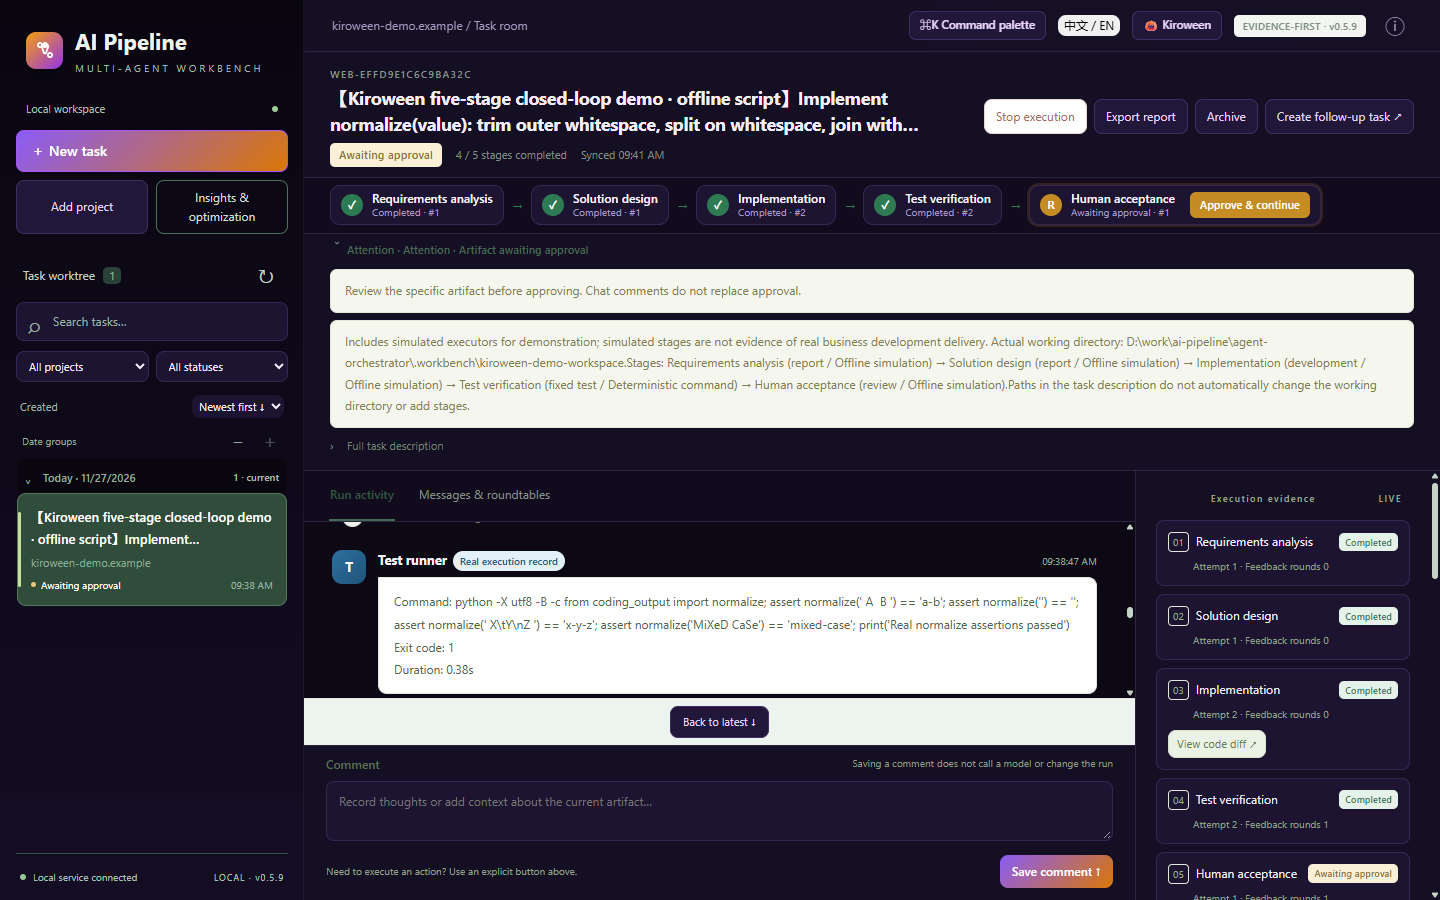 AI Pipeline
MULTI-AGENT WORKBENCH
Local workspace
+ New task
Add project
Insights & optimization
Task worktree 1
Search tasks...
All projects
All statuses
Created
Newest first ↓
Date groups
Today · 11/27/2026
1 · current
【Kiroween five-stage closed-loop demo
· offline script】Implement...
kiroween-demo.example
Awaiting approval
09:38 AM
Local service connected
LOCAL · v0.5.9
kiroween-demo.example / Task room
⌘K Command palette
中文 / EN
Kiroween
EVIDENCE-FIRST · v0.5.9
WEB-EFFD9E1C6C9BA32C
【Kiroween five-stage closed-loop demo · offline script】Implement
normalize(value): trim outer whitespace, split on whitespace, join with...
Awaiting approval
4 / 5 stages completed
Synced 09:41 AM
Stop execution
Export report
Archive
Create follow-up task ↗
Requirements analysis
Completed · #1
→
Solution design
Completed · #1
→
Implementation
Completed · #2
→
Test verification
Completed · #2
→
R
Human acceptance
Awaiting approval · #1
Approve & continue
Attention · Attention · Artifact awaiting approval
Review the specific artifact before approving. Chat comments do not replace approval.
Includes simulated executors for demonstration; simulated stages are not evidence of real business development delivery. Actual working directory: D:\work\ai-pipeline\agent-
orchestrator\.workbench\kiroween-demo-workspace.Stages: Requirements analysis (report / Offline simulation) → Solution design (report / Offline simulation) → Implementation (development /
Offline simulation) → Test verification (fixed test / Deterministic command) → Human acceptance (review / Offline simulation).Paths in the task description do not automatically change the working
directory or add stages.
Full task description
Run activity
Messages & roundtables
T
Test runner
Real execution record
09:38:47 AM
Command: python -X utf8 -B -c from coding_output import normalize; assert normalize(' A  B ') == 'a-b'; assert normalize('') == '';
assert normalize(' X\tY\nZ ') == 'x-y-z'; assert normalize('MiXeD CaSe') == 'mixed-case'; print('Real normalize assertions passed')
Exit code: 1
Duration: 0.38s
Back to latest ↓
Comment
Saving a comment does not call a model or change the run
Record thoughts or add context about the current artifact...
Need to execute an action? Use an explicit button above.
Save comment ↑
Execution evidence
LIVE
01
Requirements analysis
Completed
Attempt 1 · Feedback rounds 0
02
Solution design
Completed
Attempt 1 · Feedback rounds 0
03
Implementation
Completed
Attempt 2 · Feedback rounds 0
View code diff ↗
04
Test verification
Completed
Attempt 2 · Feedback rounds 1
05
Human acceptance
Awaiting approval